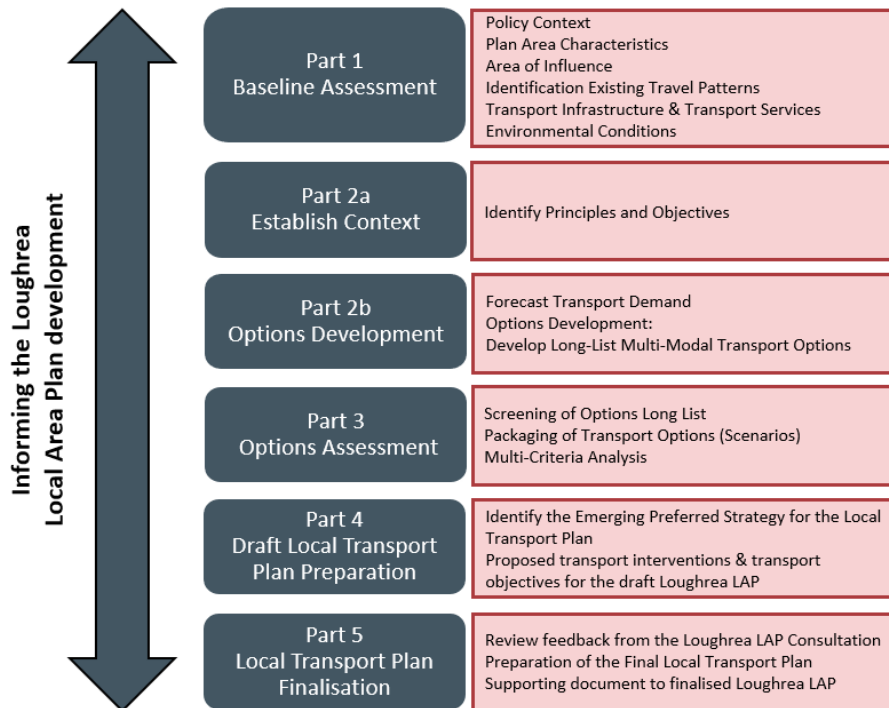 Informing the Loughrea
Local Area Plan development
Part 1
Baseline Assessment
Policy Context
Plan Area Characteristics
Area of Influence
Identification Existing Travel Patterns
Transport Infrastructure & Transport Services
Environmental Conditions
Part 2a
Establish Context
Identify Principles and Objectives
Part 2b
Options Development
Forecast Transport Demand
Options Development:
Develop Long-List Multi-Modal Transport Options
Part 3
Options Assessment
Screening of Options Long List
Packaging of Transport Options (Scenarios)
Multi-Criteria Analysis
Part 4
Draft Local Transport
Plan Preparation
Identify the Emerging Preferred Strategy for the Local
Transport Plan
Proposed transport interventions & transport
objectives for the draft Loughrea LAP
Part 5
Local Transport Plan
Finalisation
Review feedback from the Loughrea LAP Consultation
Preparation of the Final Local Transport Plan
Supporting document to finalised Loughrea LAP